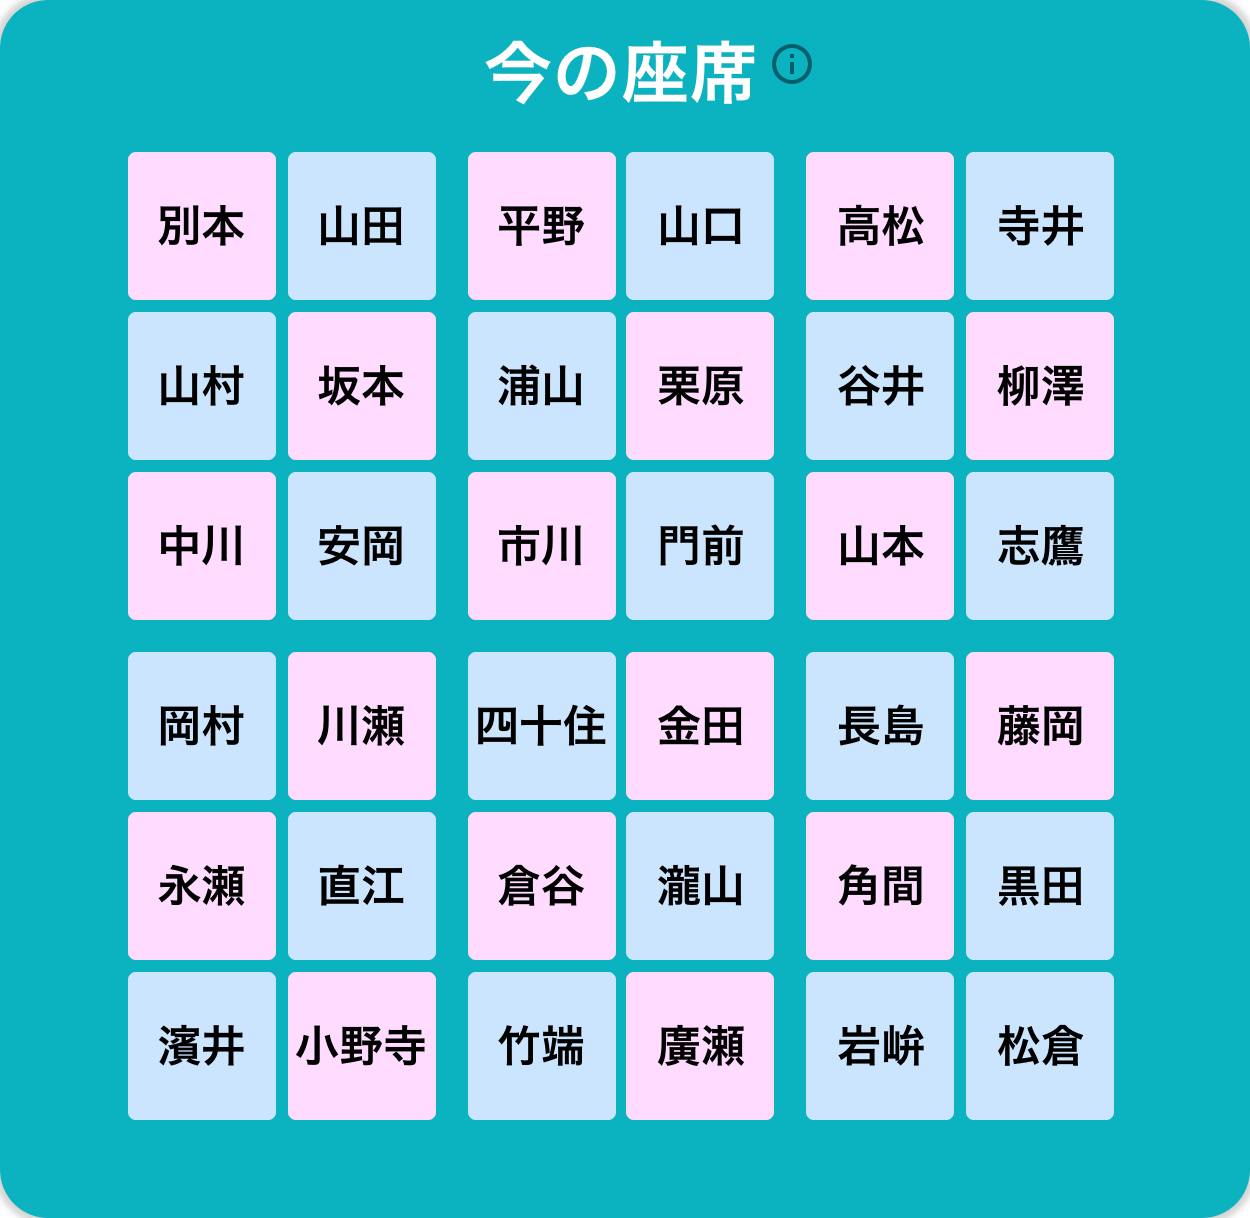 今の座席
別本 山田 平野 山口 高松 寺井
山村 坂本 浦山 栗原 谷井 柳澤
中川 安岡 市川 門前 山本 志鷹
岡村 川瀬 四十住 金田 長島 藤岡
永瀬 直江 倉谷 瀧山 角間 黒田
濱井 小野寺 竹端 廣瀬 岩㟁 松倉